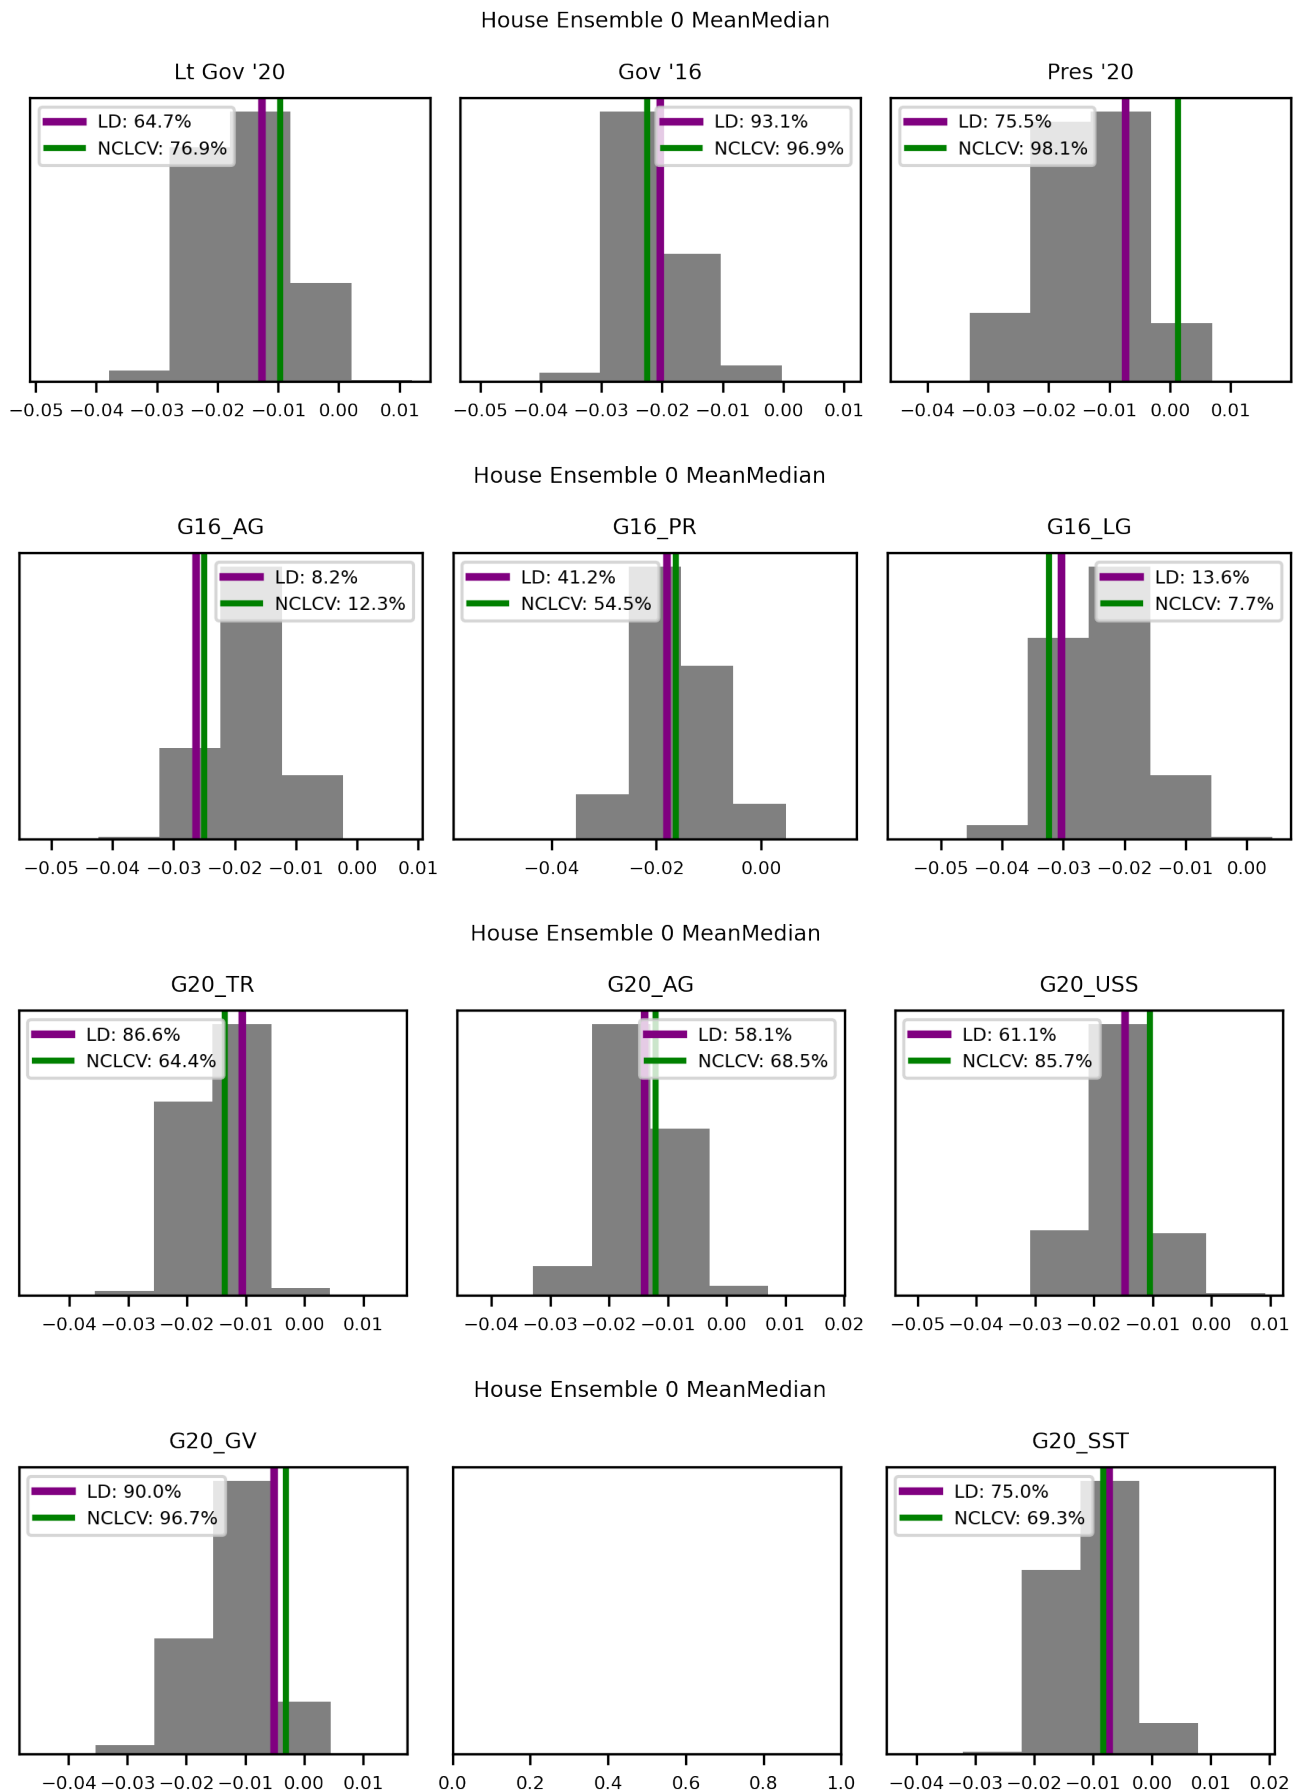 House Ensemble 0 MeanMedian
Lt Gov '20 Gov '16 Pres '20
LD: 64.7%
NCLCV: 76.9%
LD: 93.1%
NCLCV: 96.9%
LD: 75.5%
NCLCV: 98.1%
−0.05 −0.04 −0.03 −0.02 −0.01 0.00 0.01
−0.03 −0.02 −0.01 0.00 0.01
−0.05 −0.04 −0.04 −0.03 −0.02 −0.01 0.00 0.01
House Ensemble 0 MeanMedian
G16_AG G16_PR G16_LG
LD: 8.2%
NCLCV: 12.3%
LD: 41.2%
NCLCV: 54.5%
LD: 13.6%
NCLCV: 7.7%
−0.05 −0.04 −0.03 −0.02 −0.01 0.00 0.01
−0.04 −0.02 0.00
−0.05 −0.04 −0.03 −0.02 −0.01 0.00
House Ensemble 0 MeanMedian
G20_TR G20_AG G20_USS
LD: 86.6%
NCLCV: 64.4%
LD: 58.1%
NCLCV: 68.5%
LD: 61.1%
NCLCV: 85.7%
−0.04 −0.03 −0.02 −0.01 0.00 0.01
−0.04 −0.03 −0.02 −0.01 0.00 0.01 0.02
−0.05 −0.04 −0.03 −0.02 −0.01 0.00 0.01
House Ensemble 0 MeanMedian
G20_GV G20_SST
LD: 90.0%
NCLCV: 96.7%
LD: 75.0%
NCLCV: 69.3%
−0.04 −0.03 −0.02 −0.01 0.00 0.01
0.0 0.2 0.4 0.6 0.8 1.0
−0.04 −0.03 −0.02 −0.01 0.00 0.01 0.02